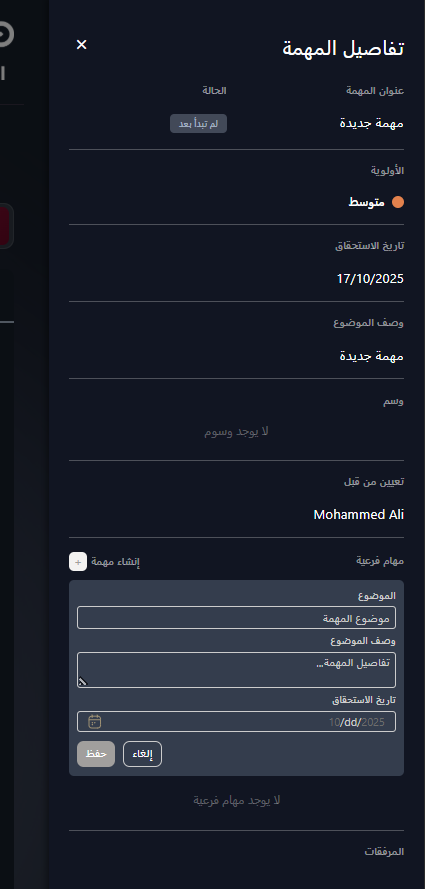 تفاصيل المهمة
عنوان المهمة
الحالة
مهمة جديدة
لم تبدأ بعد
الأولوية
متوسط
تاريخ الاستحقاق
17/10/2025
وصف الموضوع
مهمة جديدة
وسم
لا يوجد وسوم
تعيين من قبل
Mohammed Ali
مهام فرعية
إنشاء مهمة +
الموضوع
موضوع المهمة
وصف الموضوع
تفاصيل المهمة...
تاريخ الاستحقاق
10/dd/2025
إلغاء
حفظ
لا يوجد مهام فرعية
المرفقات